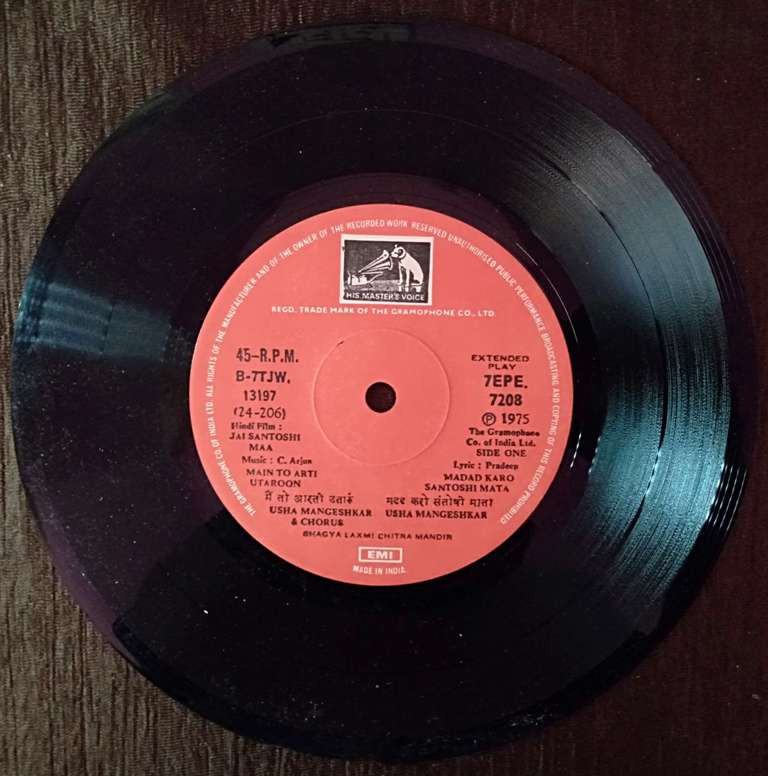 THE GRAMOPHONE CO. OF INDIA LTD. ALL RIGHTS OF THE MANUFACTURER AND OF THE OWNER OF THE RECORDED WORK RESERVED UNAUTHORISED PUBLIC PERFORMANCE BROADCASTING AND COPYING OF THIS RECORD PROHIBITED
HIS MASTER'S VOICE
REGD. TRADE MARK OF THE GRAMOPHONE CO., LTD.
45-R.P.M.
B-7TJW.
13197
(24-206)
Hindi Film :
JAI SANTOSHI
MAA
Music : C. Arjun
MAIN TO ARTI
UTAROON
मैं तो आरती उतारूं
USHA MANGESHKAR
& CHORUS
EXTENDED
PLAY
7EPE.
7208
Ⓟ 1975
The Gramophone
Co. of India Ltd.
SIDE ONE
Lyric : Pradeep
MADAD KARO
SANTOSHI MATA
मदद करो संतोषी माता
USHA MANGESHKAR
BHAGYA LAXMI CHITRA MANDIR
EMI
MADE IN INDIA.